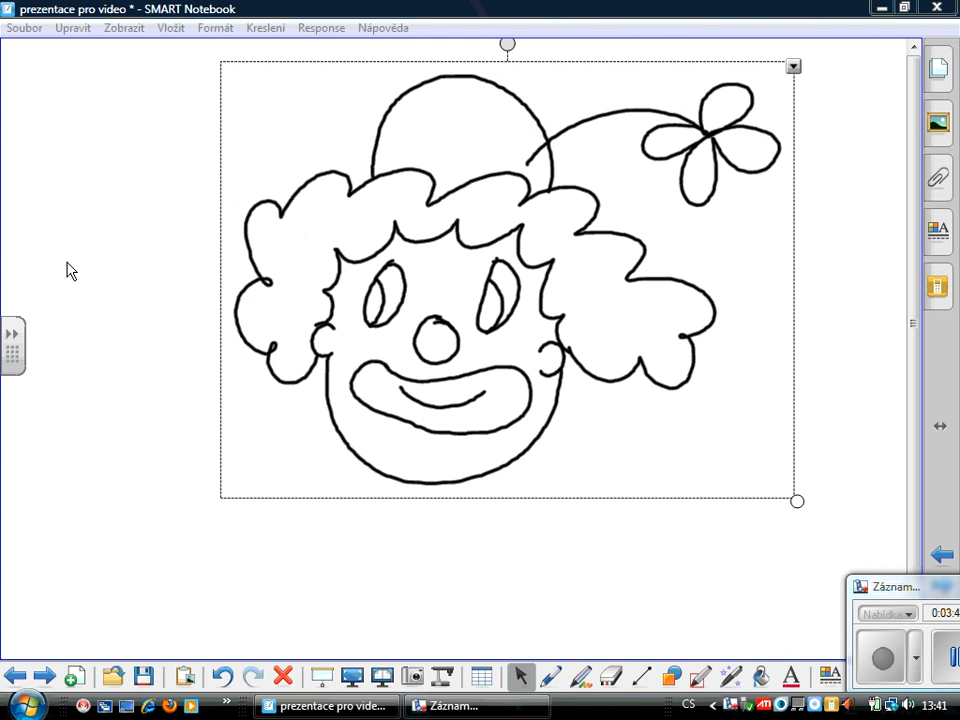 prezentace pro video * - SMART Notebook
Soubor Upravit Zobrazit Vložit Formát Kreslení Response Nápověda
Záznam...
Nabídka 0:03:4
A
prezentace pro vide... Záznam... CS 13:41